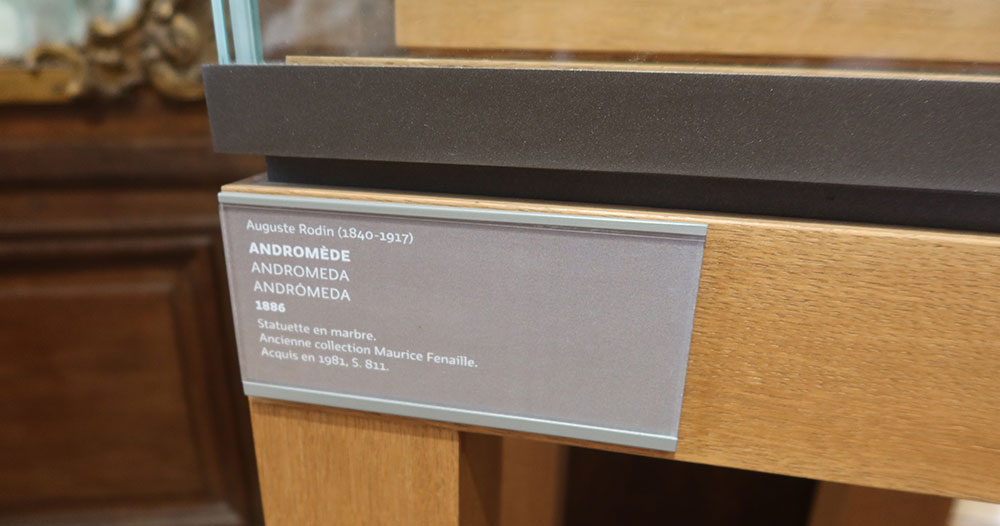 Auguste Rodin (1840-1917)
ANDROMÈDE
ANDROMEDA
ANDRÓMEDA
1886
Statuette en marbre.
Ancienne collection Maurice Fenaille.
Acquis en 1981, S. 811.